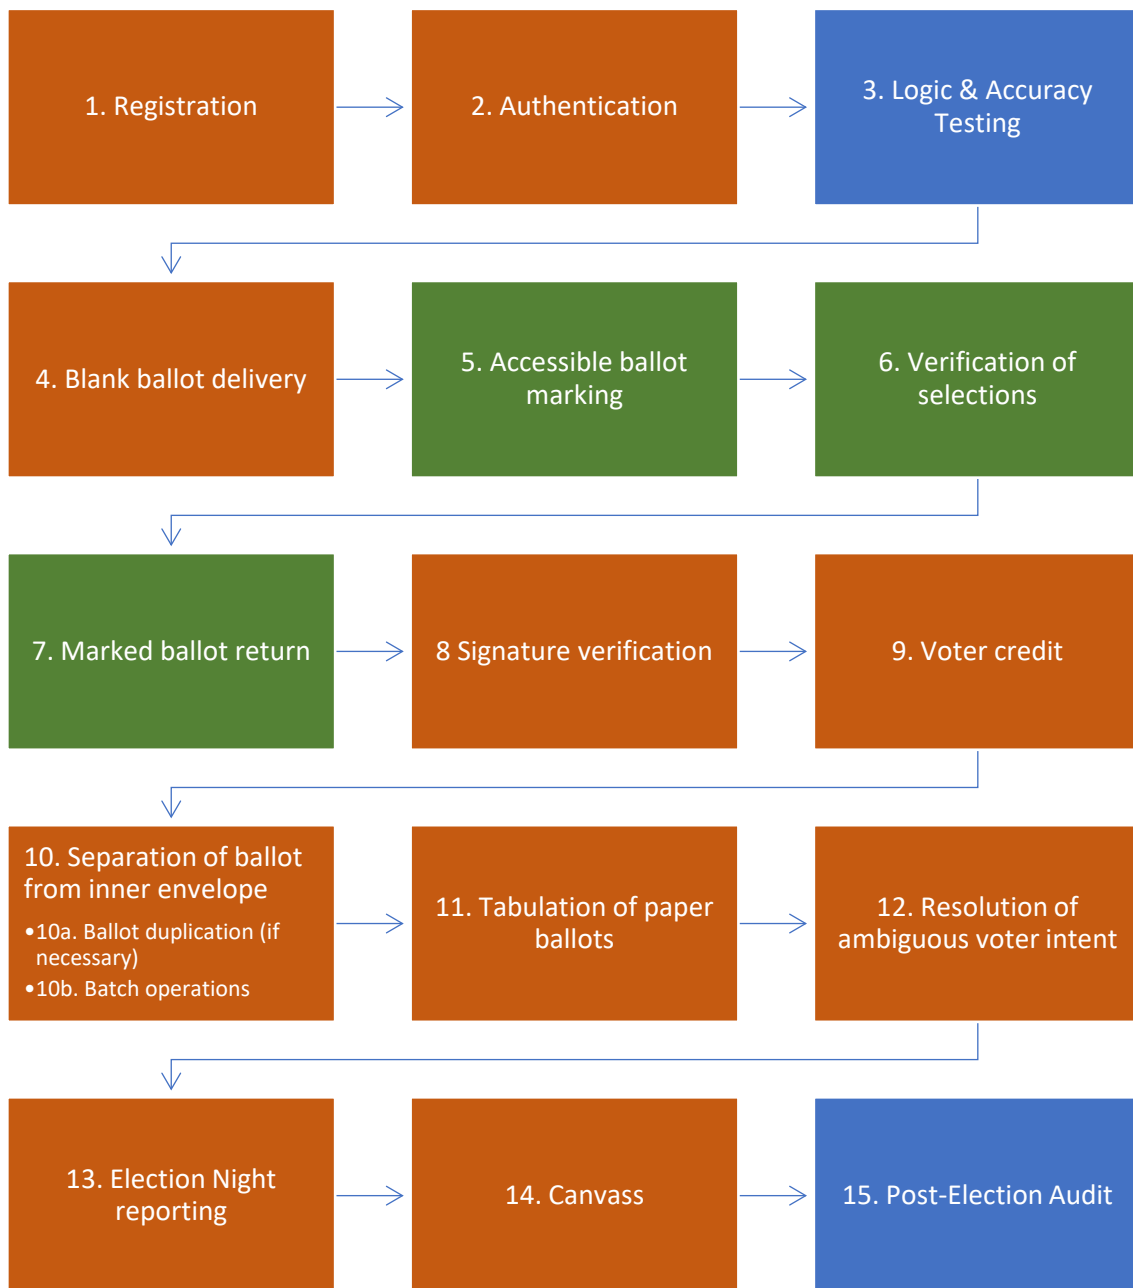 1. Registration
2. Authentication
3. Logic & Accuracy
Testing
4. Blank ballot delivery
5. Accessible ballot
marking
6. Verification of
selections
7. Marked ballot return
8 Signature verification
9. Voter credit
10. Separation of ballot
from inner envelope
•10a. Ballot duplication (if
necessary)
•10b. Batch operations
11. Tabulation of paper
ballots
12. Resolution of
ambiguous voter intent
13. Election Night
reporting
14. Canvass
15. Post-Election Audit